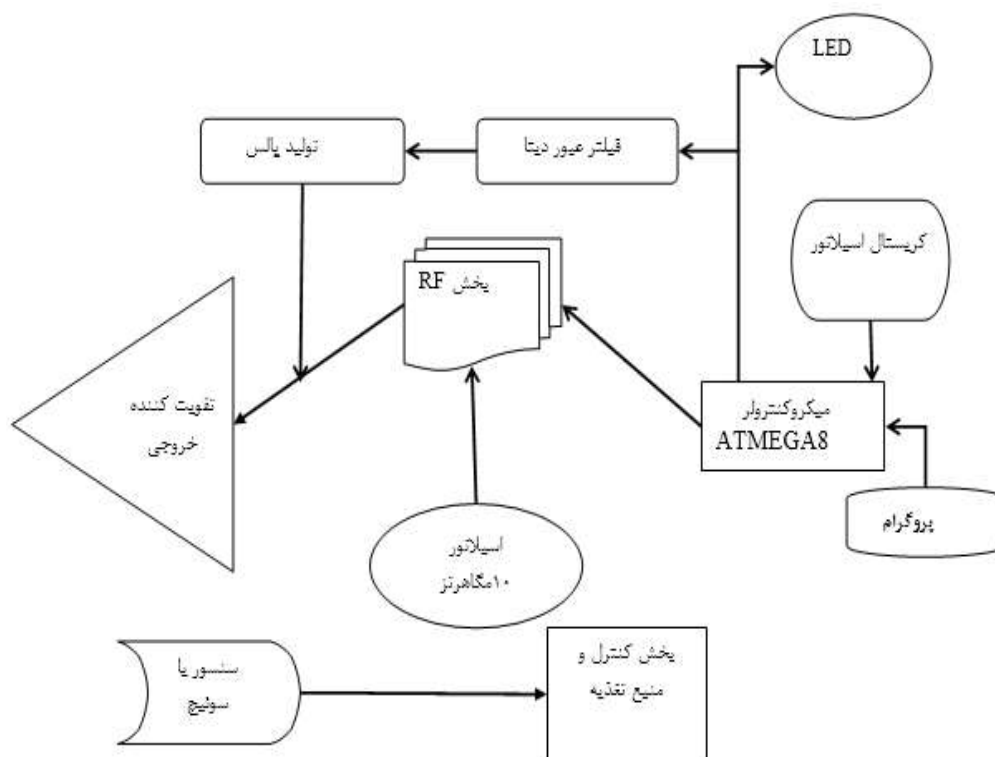 LED
تولید پالس
فیلتر عبور دیتا
کریستال اسیلاتور
بخش RF
تقویت کننده
خروجی
میکروکنترولر
ATMEGA8
پروگرام
اسیلاتور
۱۰مگاهرتز
سنسور یا
سوئیچ
بخش کنترل و
منبع تغذیه